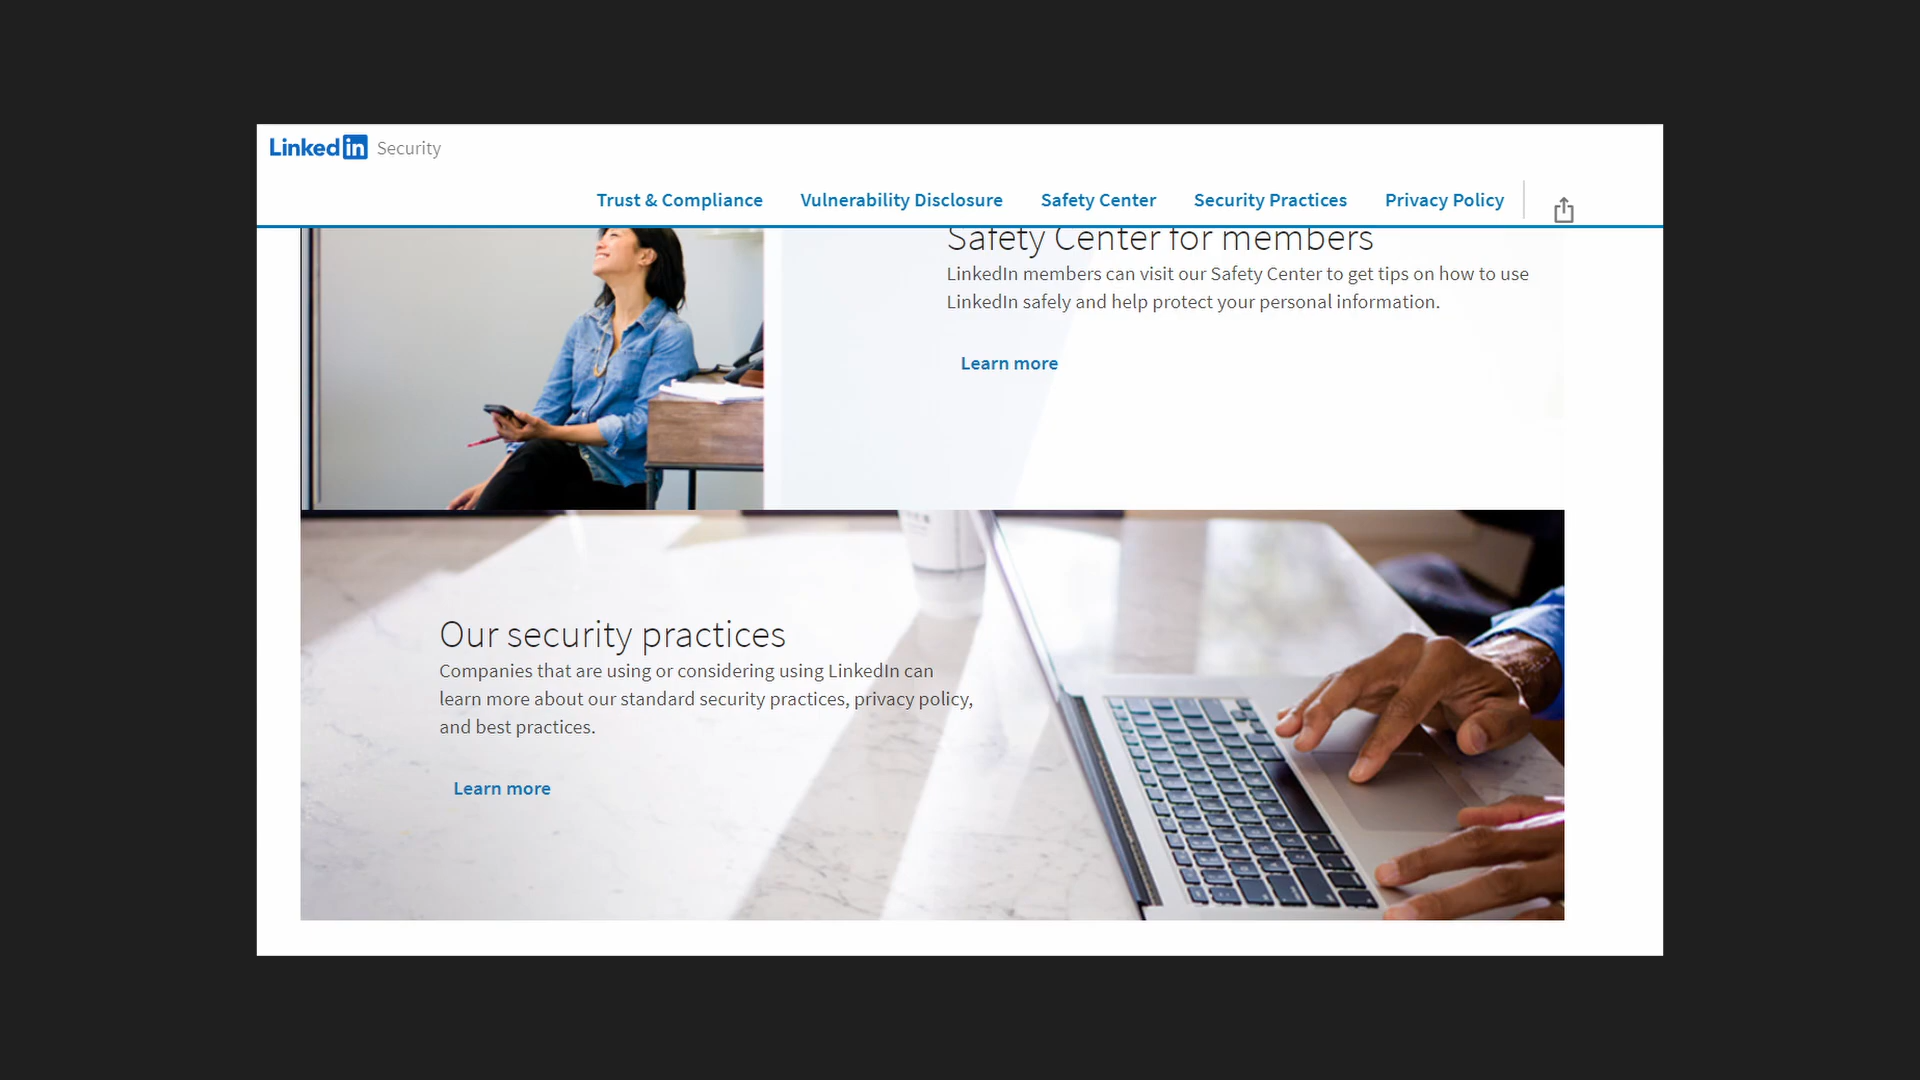 Linked in Security
Trust & Compliance Vulnerability Disclosure Safety Center Security Practices Privacy Policy
Safety Center for members
LinkedIn members can visit our Safety Center to get tips on how to use
LinkedIn safely and help protect your personal information.
Learn more
Our security practices
Companies that are using or considering using LinkedIn can
learn more about our standard security practices, privacy policy,
and best practices.
Learn more